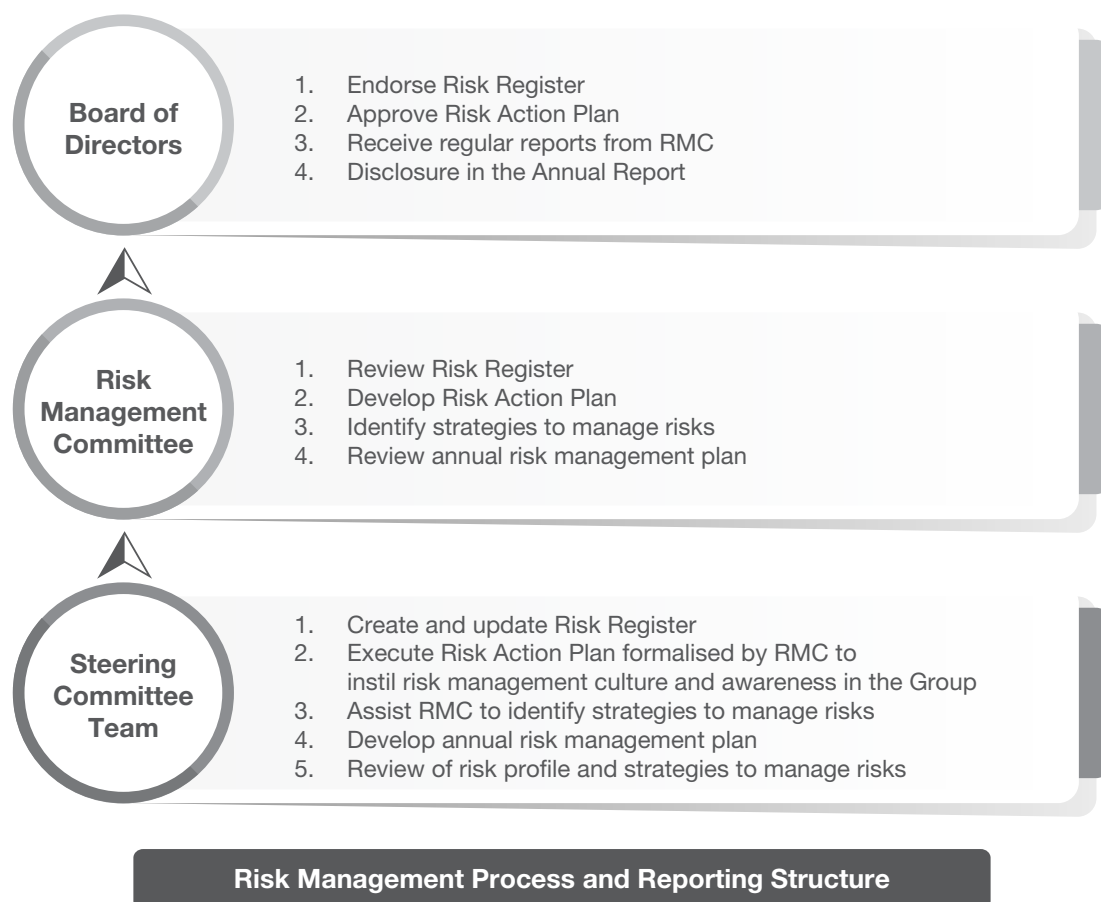 Board of
Directors
1. Endorse Risk Register
2. Approve Risk Action Plan
3. Receive regular reports from RMC
4. Disclosure in the Annual Report
Risk
Management
Committee
1. Review Risk Register
2. Develop Risk Action Plan
3. Identify strategies to manage risks
4. Review annual risk management plan
Steering
Committee
Team
1. Create and update Risk Register
2. Execute Risk Action Plan formalised by RMC to
instil risk management culture and awareness in the Group
3. Assist RMC to identify strategies to manage risks
4. Develop annual risk management plan
5. Review of risk profile and strategies to manage risks
Risk Management Process and Reporting Structure